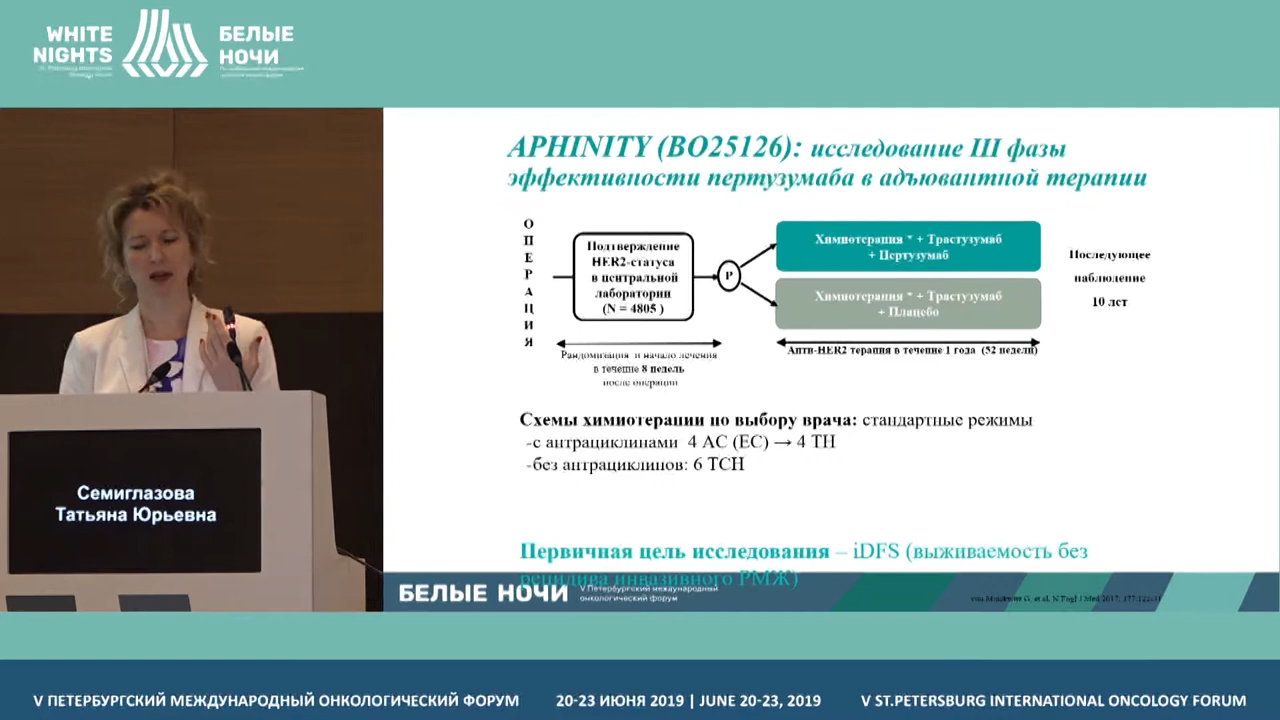 WHITE
NIGHTS
БЕЛЫЕ
НОЧИ
APHINITY (BO25126): исследование III фазы
эффективности пертузумаба в адъювантной терапии
О
П
Е
Р
А
Ц
И
Я
Подтверждение
HER2-статуса
в центральной
лаборатории
(N = 4805 )
Р
Химиотерапия * + Трастузумаб
+ Пертузумаб
Химиотерапия * + Трастузумаб
+ Плацебо
Последующее
наблюдение
10 лет
Рандомизация и начало лечения
в течение 8 недель
после операции
Анти-HER2 терапия в течение 1 года (52 недели)
Схемы химиотерапии по выбору врача: стандартные режимы
-с антрациклинами 4 AC (EC) → 4 TH
-без антрациклинов: 6 TCH
Первичная цель исследования – iDFS (выживаемость без
рецидива инвазивного РМЖ)
БЕЛЫЕ НОЧИ
V Петербургский международный
онкологический форум
Семиглазова
Татьяна Юрьевна
V ПЕТЕРБУРГСКИЙ МЕЖДУНАРОДНЫЙ ОНКОЛОГИЧЕСКИЙ ФОРУМ
20-23 ИЮНЯ 2019 | JUNE 20-23, 2019
V ST.PETERSBURG INTERNATIONAL ONCOLOGY FORUM